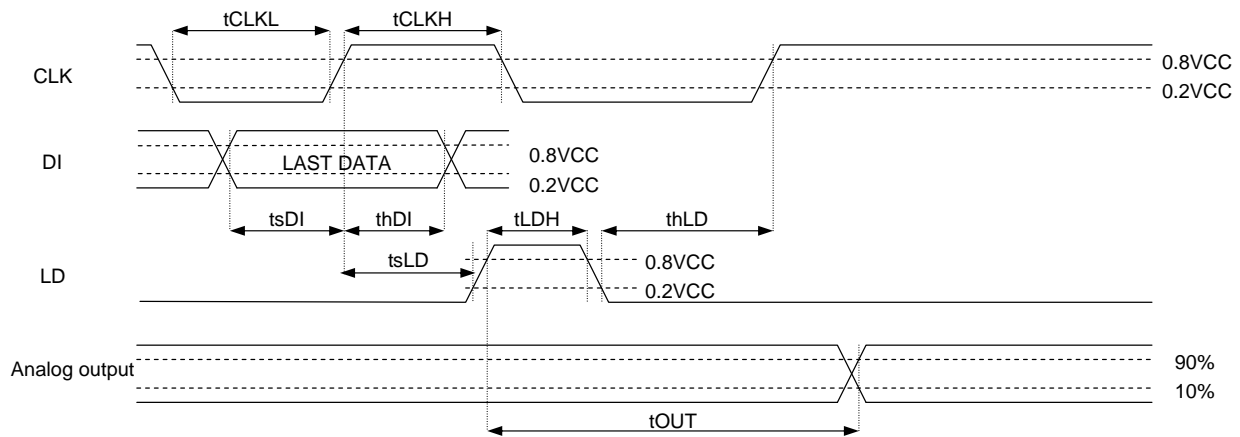 tCLKL tCLKH
CLK
0.8VCC
0.2VCC
DI
LAST DATA
0.8VCC
0.2VCC
tsDI thDI tLDH thLD
tsLD
LD
0.8VCC
0.2VCC
Analog output
90%
10%
tOUT